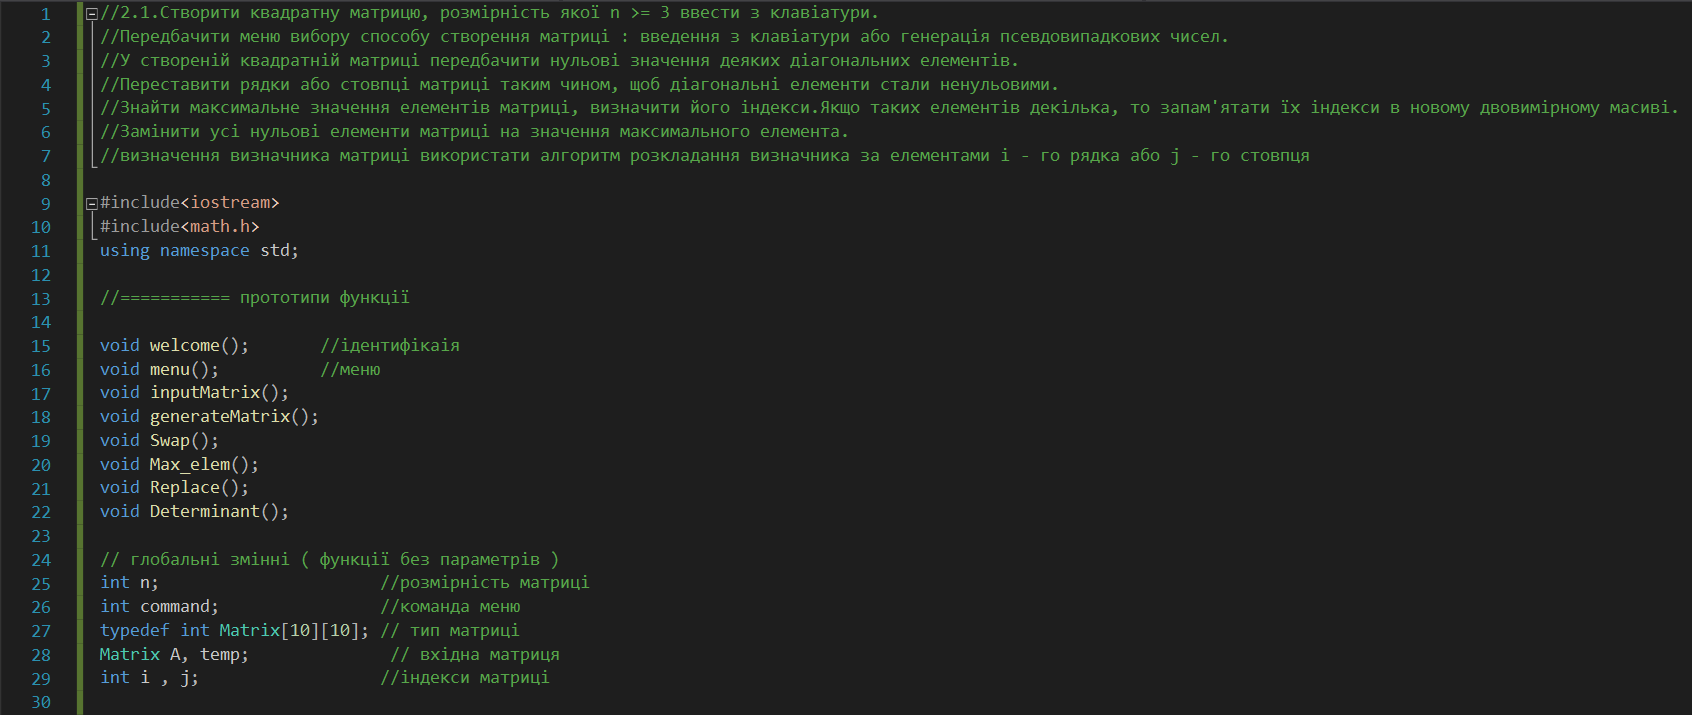 1 //2.1.Створити квадратну матрицю, розмірність якої n >= 3 ввести з клавіатури.
2 //Передбачити меню вибору способу створення матриці : введення з клавіатури або генерація псевдовипадкових чисел.
3 //У створеній квадратній матриці передбачити нульові значення деяких діагональних елементів.
4 //Переставити рядки або стовпці матриці таким чином, щоб діагональні елементи стали ненульовими.
5 //Знайти максимальне значення елементів матриці, визначити його індекси.Якщо таких елементів декілька, то запам'ятати їх індекси в новому двовимірному масиві.
6 //Замінити усі нульові елементи матриці на значення максимального елемента.
7 //визначення визначника матриці використати алгоритм розкладання визначника за елементами i - го рядка або j - го стовпця
8
9 #include<iostream>
10 #include<math.h>
11 using namespace std;
12
13 //=========== прототипи функції
14
15 void welcome(); //ідентифікаія
16 void menu(); //меню
17 void inputMatrix();
18 void generateMatrix();
19 void Swap();
20 void Max_elem();
21 void Replace();
22 void Determinant();
23
24 // глобальні змінні ( функції без параметрів )
25 int n; //розмірність матриці
26 int command; //команда меню
27 typedef int Matrix[10][10]; // тип матриці
28 Matrix A, temp; // вхідна матриця
29 int i , j; //індекси матриці
30